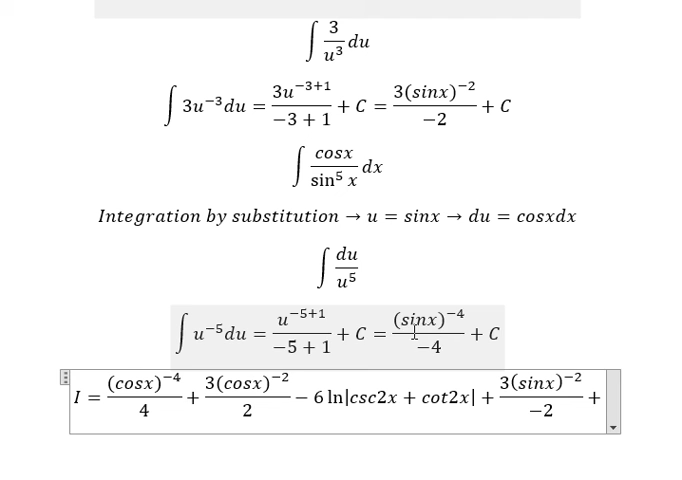 ∫ 3/u³ du
∫ 3u⁻³du = 3u⁻³⁺¹/(−3 + 1) + C = 3(sinx)⁻²/−2 + C
∫ cosx/sin⁵ x dx
Integration by substitution → u = sinx → du = cosxdx
∫ du/u⁵
∫ u⁻⁵du = u⁻⁵⁺¹/(−5 + 1) + C = (sinx)⁻⁴/−4 + C
I = (cosx)⁻⁴/4 + 3(cosx)⁻²/2 − 6 ln|csc2x + cot2x| + 3(sinx)⁻²/−2 +